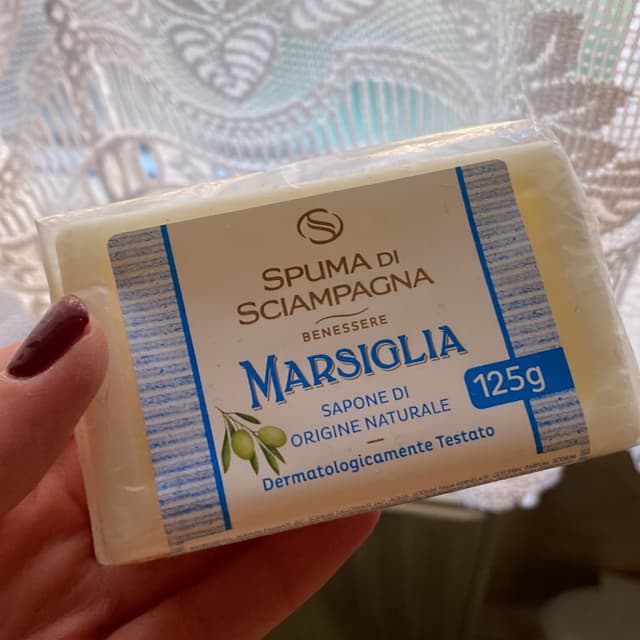 SPUMA DI
SCIAMPAGNA
BENESSERE
MARSIGLIA
125g
SAPONE DI
ORIGINE NATURALE
Dermatologicamente Testato